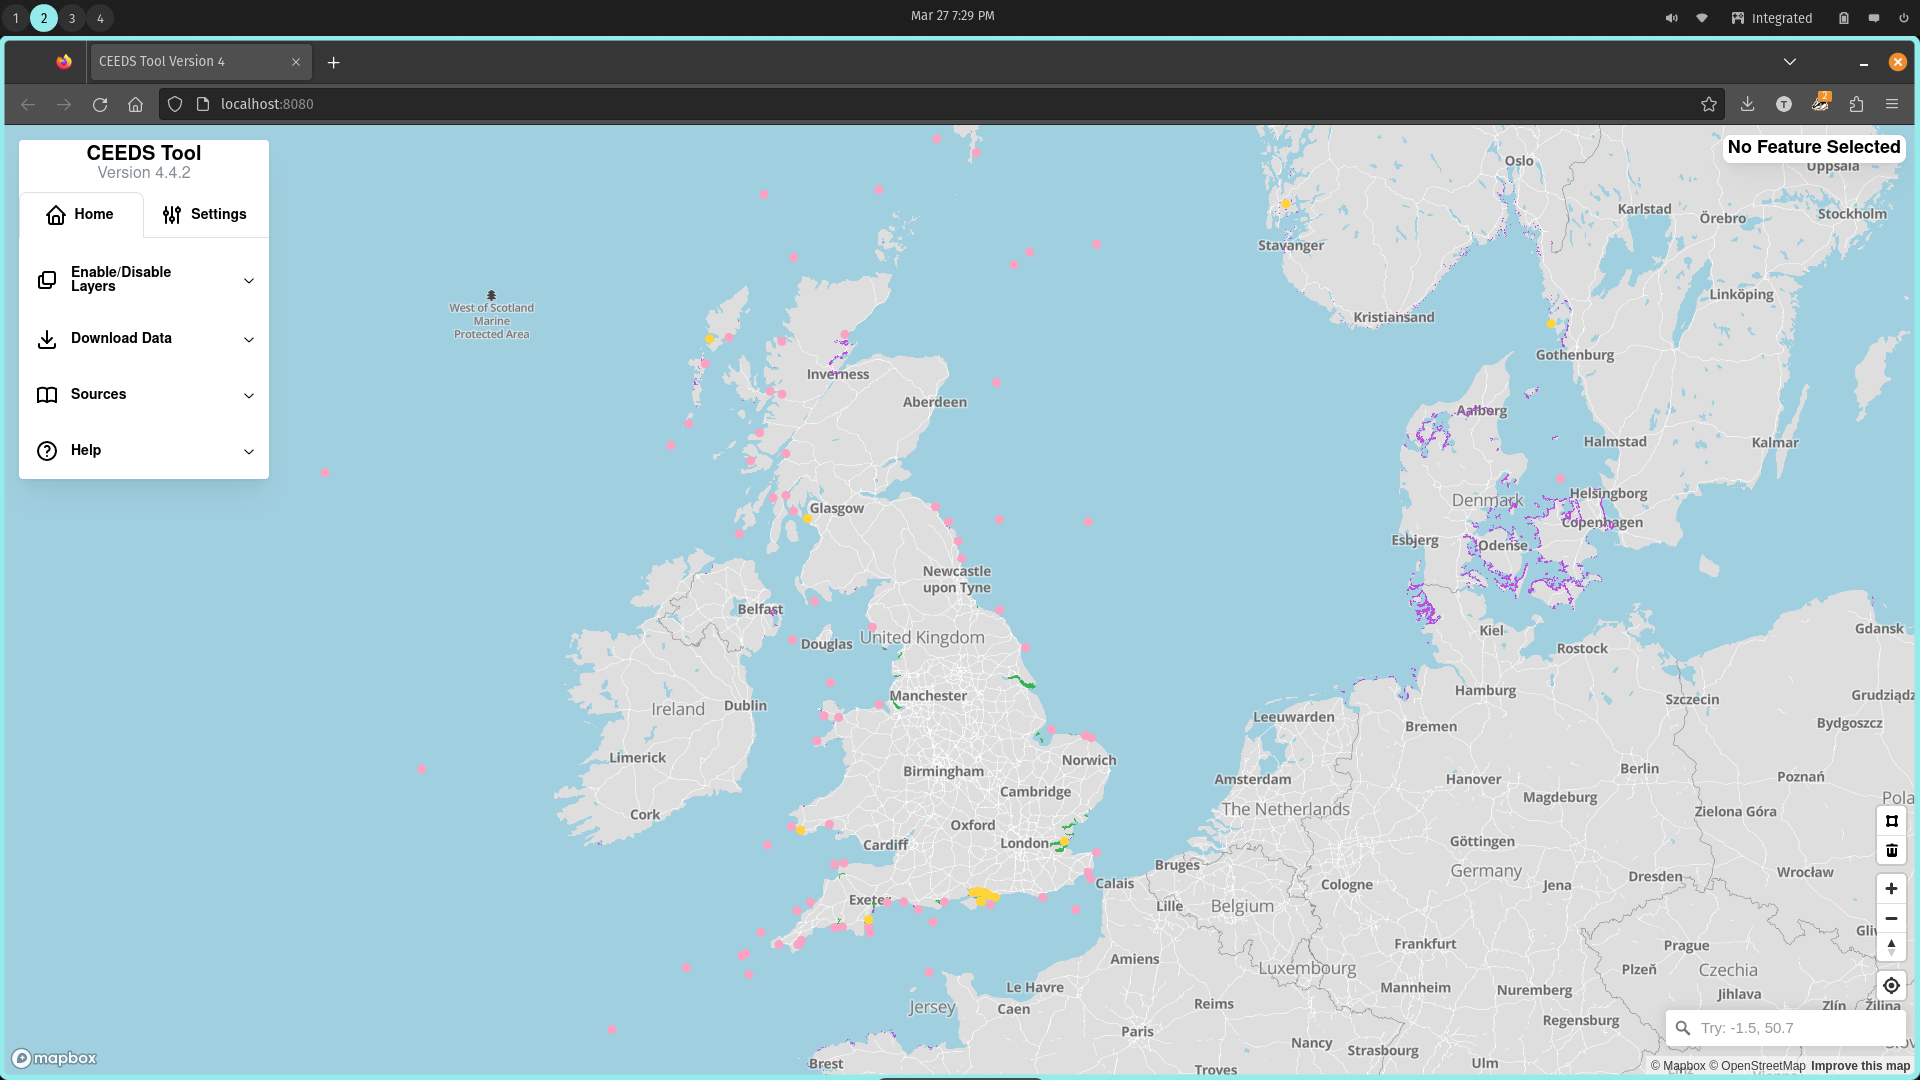 1 2 3 4
Mar 27 7:29 PM
Integrated
CEEDS Tool Version 4
localhost:8080
T
2
CEEDS Tool
Version 4.4.2
Home
Settings
Enable/Disable
Layers
Download Data
Sources
Help
No Feature Selected
West of Scotland
Marine
Protected Area
Oslo
Uppsala
Karlstad
Örebro
Stockholm
Stavanger
Linköping
Kristiansand
Gothenburg
Inverness
Aberdeen
Aalborg
Halmstad
Kalmar
Denmark
Helsingborg
Glasgow
Copenhagen
Esbjerg
Odense
Newcastle
upon Tyne
Belfast
Douglas
United Kingdom
Kiel
Gdansk
Rostock
Manchester
Hamburg
Szczecin
Grudziądz
Ireland
Dublin
Leeuwarden
Bremen
Bydgoszcz
Limerick
Norwich
Birmingham
Amsterdam
Hanover
Berlin
Poznań
Cambridge
Magdeburg
Pola
Cork
The Netherlands
Zielona Góra
Oxford
Cardiff
London
Göttingen
Bruges
Calais
Germany
Cologne
Jena
Dresden
Wrocław
Exeter
Lille
Belgium
Gliv
Frankfurt
Prague
Amiens
Luxembourg
Plzeň
Czechia
Le Havre
Mannheim
Nuremberg
Jihlava
Jersey
Caen
Reims
Zlín
Žilina
Regensburg
Try: -1.5, 50.7
Paris
Nancy
Strasbourg
Brest
Troyes
Ulm
mapbox
© Mapbox © OpenStreetMap Improve this map